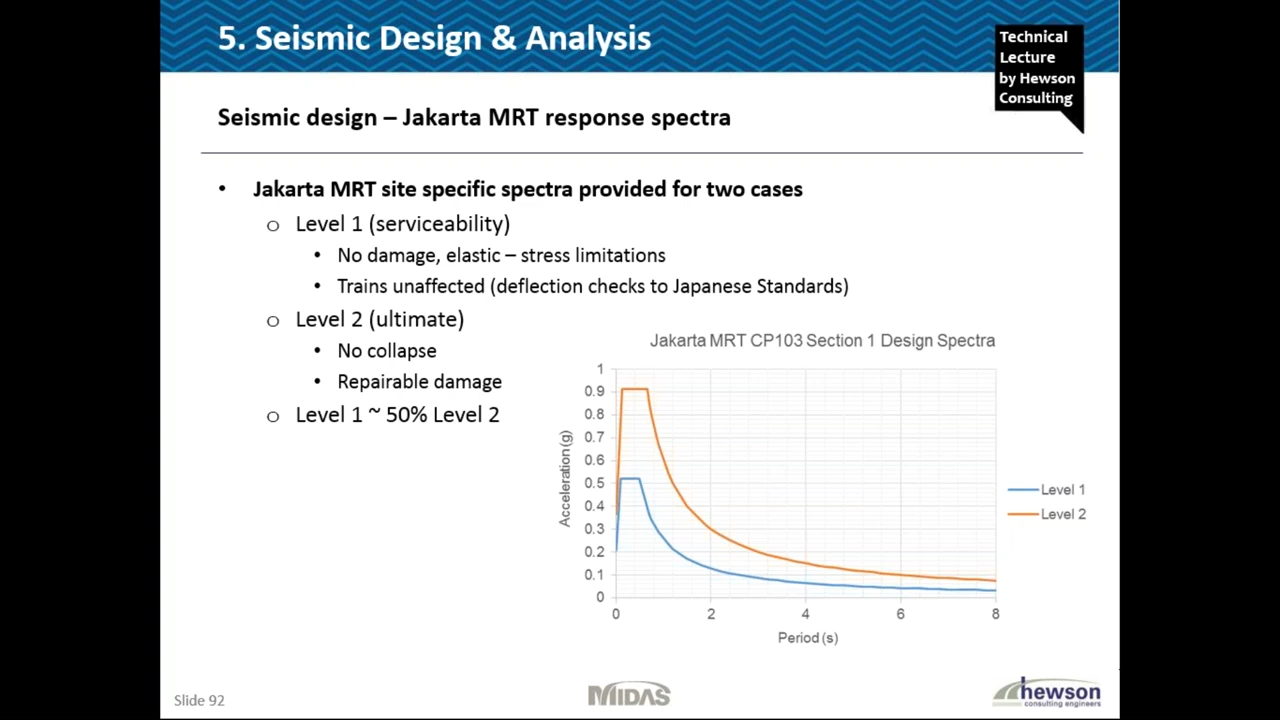 5. Seismic Design & Analysis
Technical
Lecture
by Hewson
Consulting
Seismic design – Jakarta MRT response spectra
• Jakarta MRT site specific spectra provided for two cases
o Level 1 (serviceability)
• No damage, elastic – stress limitations
• Trains unaffected (deflection checks to Japanese Standards)
o Level 2 (ultimate)
• No collapse
• Repairable damage
o Level 1 ~ 50% Level 2
Jakarta MRT CP103 Section 1 Design Spectra
1
0.9
0.8
0.7
0.6
0.5
0.4
0.3
0.2
0.1
0
Acceleration (g)
0 2 4 6 8
Period (s)
Level 1
Level 2
Slide 92
MIDAS
hewson
consulting engineers